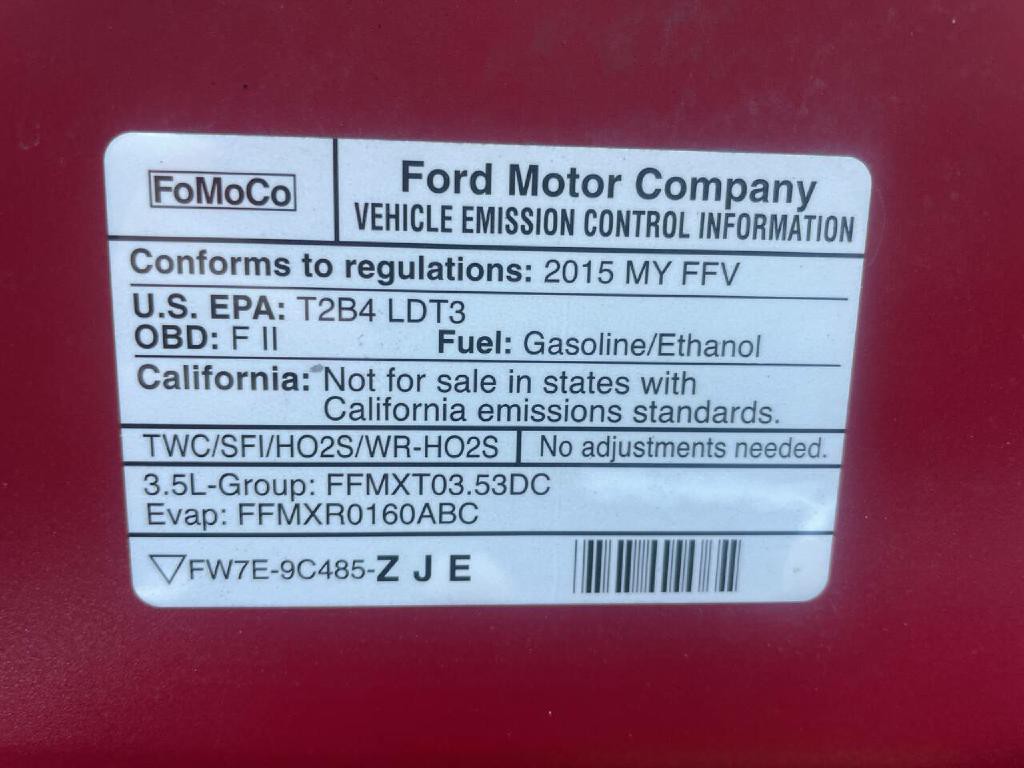 FoMoCo
Ford Motor Company
VEHICLE EMISSION CONTROL INFORMATION
Conforms to regulations: 2015 MY FFV
U.S. EPA: T2B4 LDT3
OBD: F II Fuel: Gasoline/Ethanol
California: Not for sale in states with
California emissions standards.
TWC/SFI/HO2S/WR-HO2S No adjustments needed.
3.5L-Group: FFMXT03.53DC
Evap: FFMXR0160ABC
FW7E-9C485-Z J E